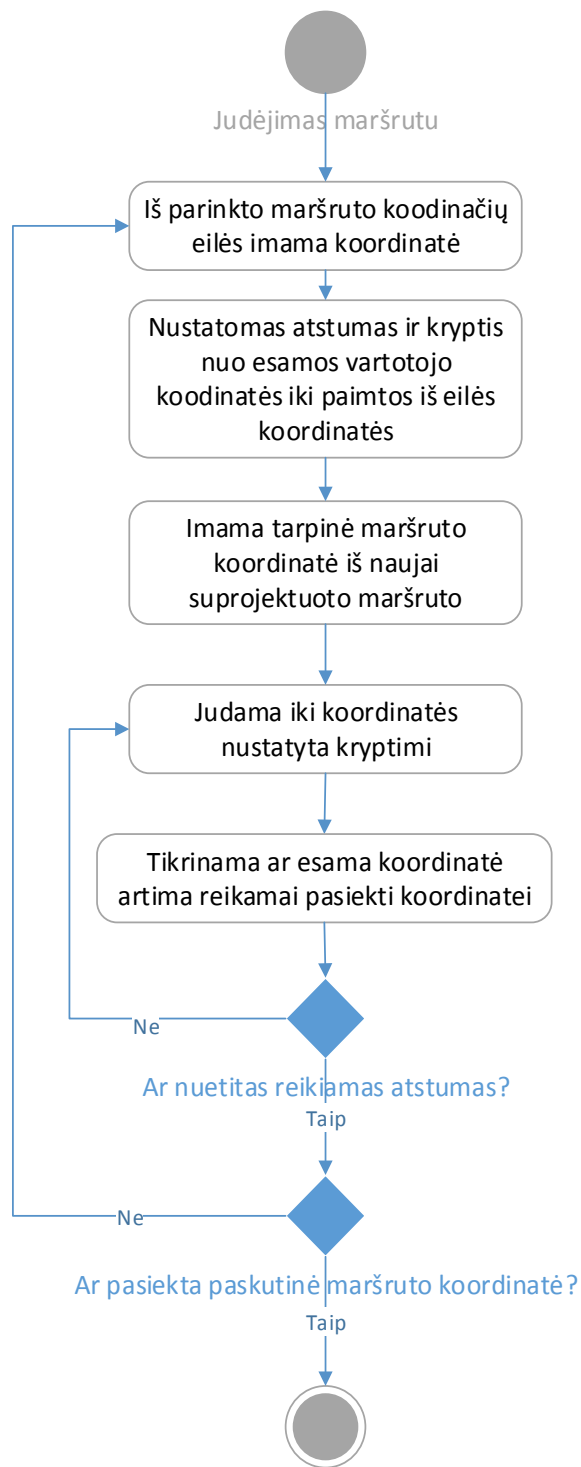 Judėjimas maršrutu
Iš parinkto maršruto koodinačių
eilės imama koordinatė
Nustatomas atstumas ir kryptis
nuo esamos vartotojo
koodinatės iki paimtos iš eilės
koordinatės
Imama tarpinė maršruto
koordinatė iš naujai
suprojektuoto maršruto
Judama iki koordinatės
nustatyta kryptimi
Tikrinama ar esama koordinatė
artima reikamai pasiekti koordinatei
Ne
Ar nuetitas reikiamas atstumas?
Taip
Ne
Ar pasiekta paskutinė maršruto koordinatė?
Taip